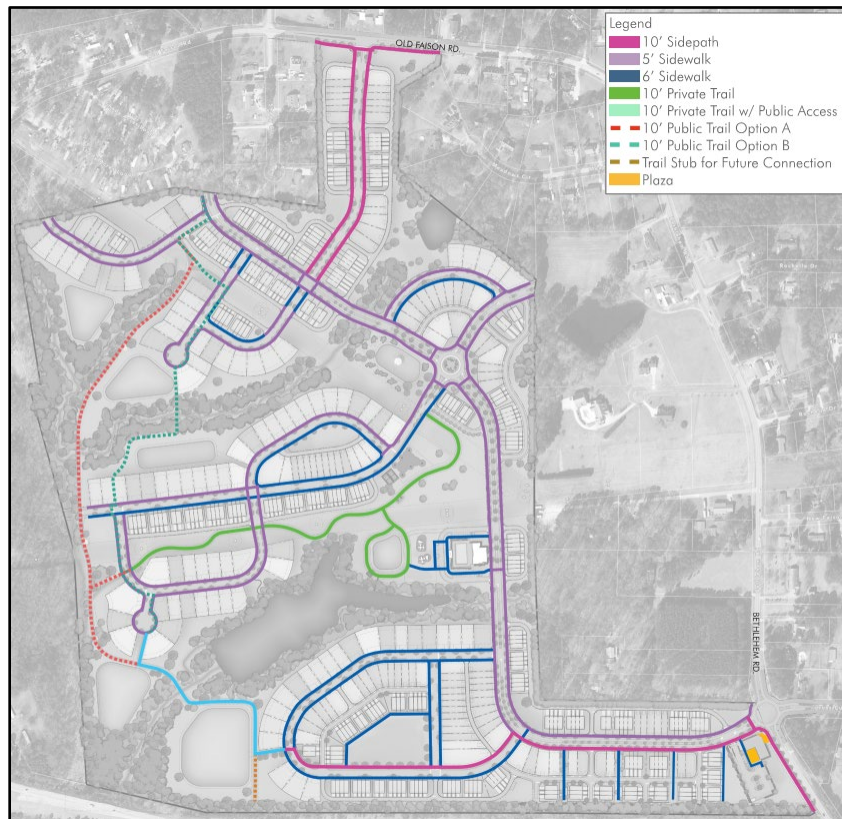 OLD FAISON RD.
Legend
10' Sidepath
5' Sidewalk
6' Sidewalk
10' Private Trail
10' Private Trail w/ Public Access
10' Public Trail Option A
10' Public Trail Option B
Trail Stub for Future Connection
Plaza
BETHLEHEM RD.